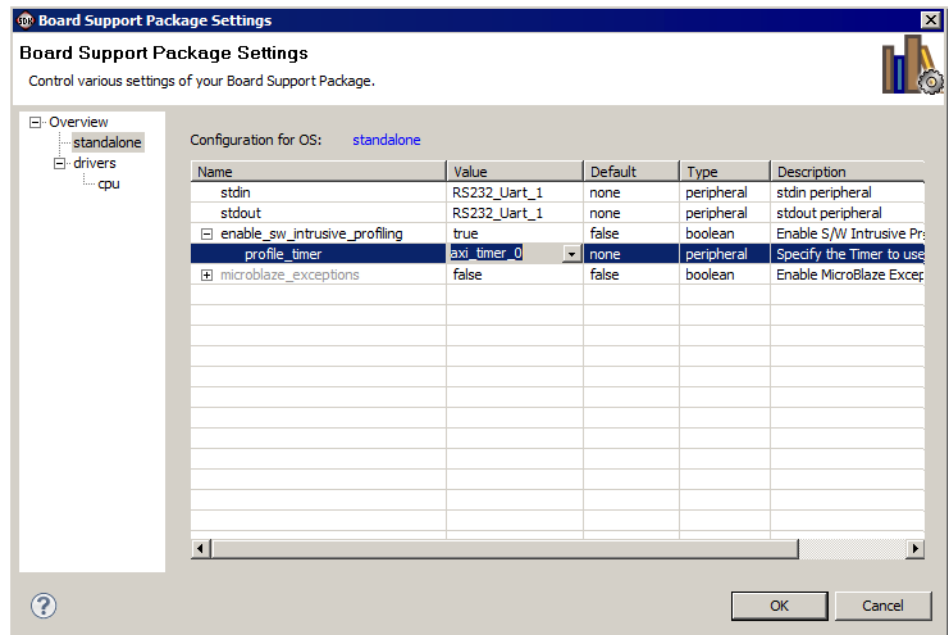 SDK Board Support Package Settings
Board Support Package Settings
Control various settings of your Board Support Package.
Overview
standalone
drivers
cpu
Configuration for OS: standalone
Name Value Default Type Description
stdin RS232_Uart_1 none peripheral stdin peripheral
stdout RS232_Uart_1 none peripheral stdout peripheral
enable_sw_intrusive_profiling true false boolean Enable S/W Intrusive Pr
profile_timer axi_timer_0 none peripheral Specify the Timer to use
microblaze_exceptions false false boolean Enable MicroBlaze Excep
OK Cancel